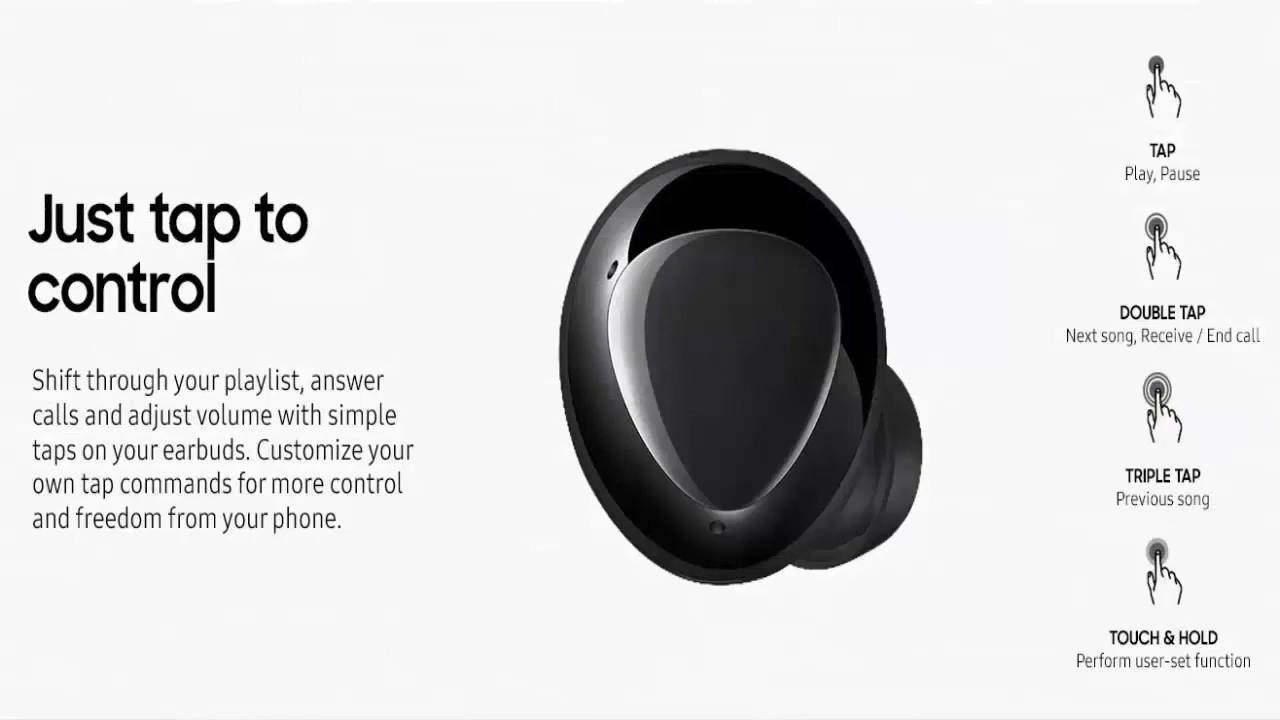 Just tap to
control
Shift through your playlist, answer
calls and adjust volume with simple
taps on your earbuds. Customize your
own tap commands for more control
and freedom from your phone.
TAP
Play, Pause
DOUBLE TAP
Next song, Receive / End call
TRIPLE TAP
Previous song
TOUCH & HOLD
Perform user-set function